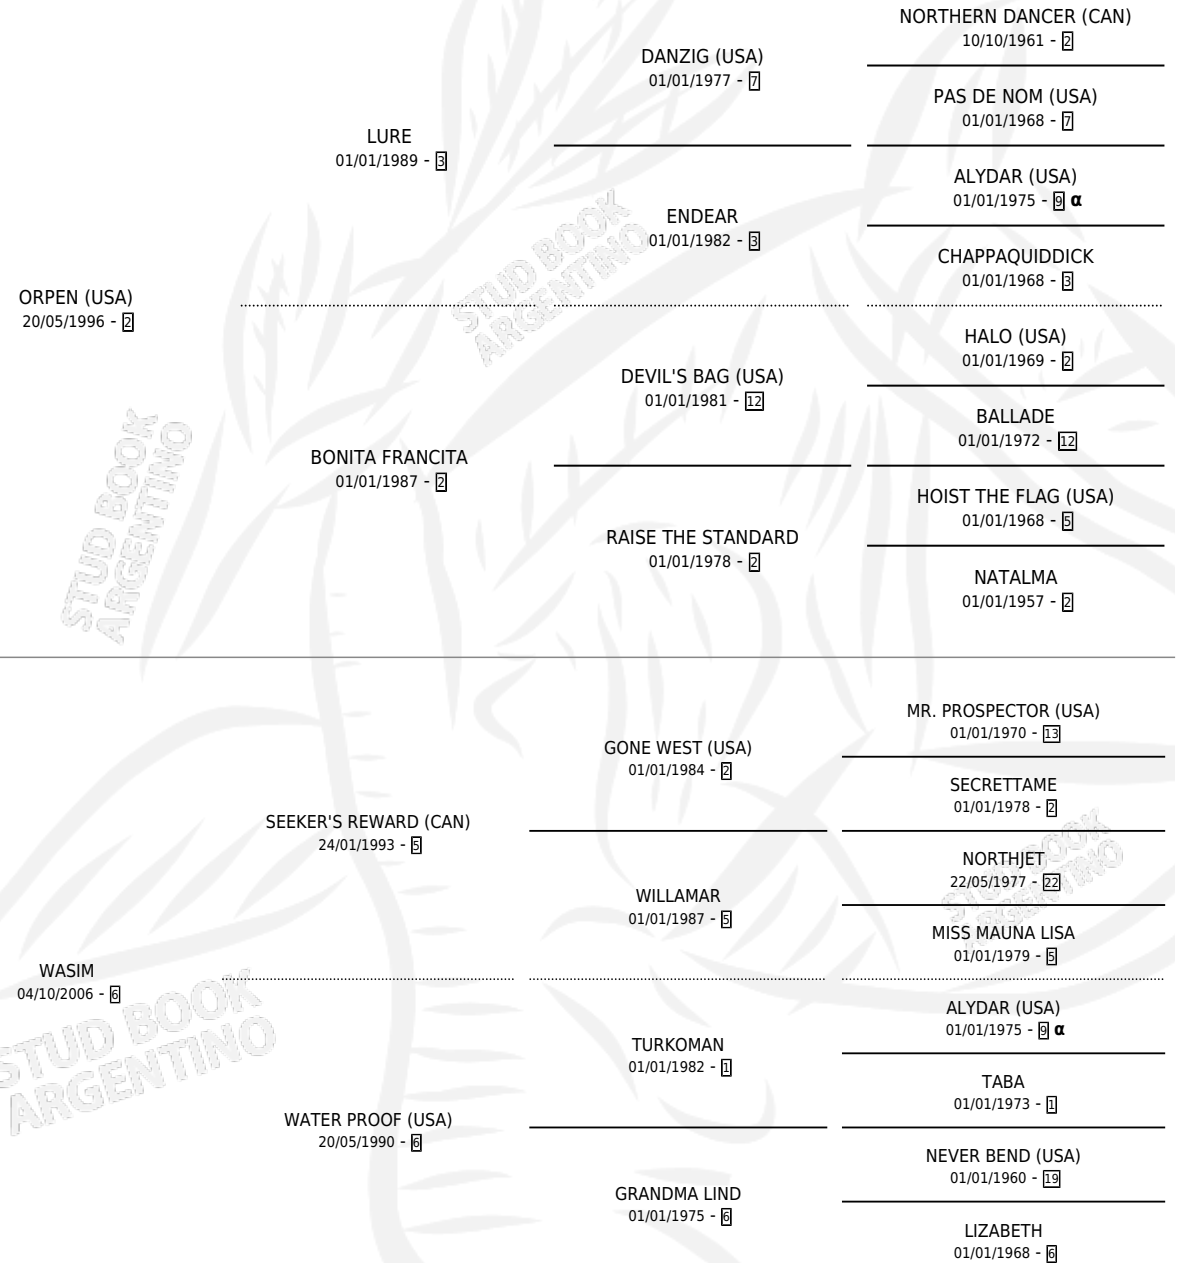 NORTHERN DANCER (CAN)
10/10/1961 - 2
DANZIG (USA)
01/01/1977 - 7
PAS DE NOM (USA)
01/01/1968 - 7
LURE
01/01/1989 - 3
ALYDAR (USA)
01/01/1975 - 9 α
ENDEAR
01/01/1982 - 3
CHAPPAQUIDDICK
01/01/1968 - 3
ORPEN (USA)
20/05/1996 - 2
HALO (USA)
01/01/1969 - 2
DEVIL'S BAG (USA)
01/01/1981 - 12
BALLADE
01/01/1972 - 12
BONITA FRANCITA
01/01/1987 - 2
HOIST THE FLAG (USA)
01/01/1968 - 5
RAISE THE STANDARD
01/01/1978 - 2
NATALMA
01/01/1957 - 2
STUD BOOK
ARGENTINO
STUD BOOK
ARGENTINO
MR. PROSPECTOR (USA)
01/01/1970 - 13
GONE WEST (USA)
01/01/1984 - 2
SECRETTAME
01/01/1978 - 2
SEEKER'S REWARD (CAN)
24/01/1993 - 5
NORTHJET
22/05/1977 - 22
WILLAMAR
01/01/1987 - 5
MISS MAUNA LISA
01/01/1979 - 5
WASIM
04/10/2006 - 6
ALYDAR (USA)
01/01/1975 - 9 α
TURKOMAN
01/01/1982 - 1
TABA
01/01/1973 - 1
WATER PROOF (USA)
20/05/1990 - 6
NEVER BEND (USA)
01/01/1960 - 19
GRANDMA LIND
01/01/1975 - 6
LIZABETH
01/01/1968 - 6
STUD BOOK
ARGENTINO
STUD BOOK
ARGENTINO